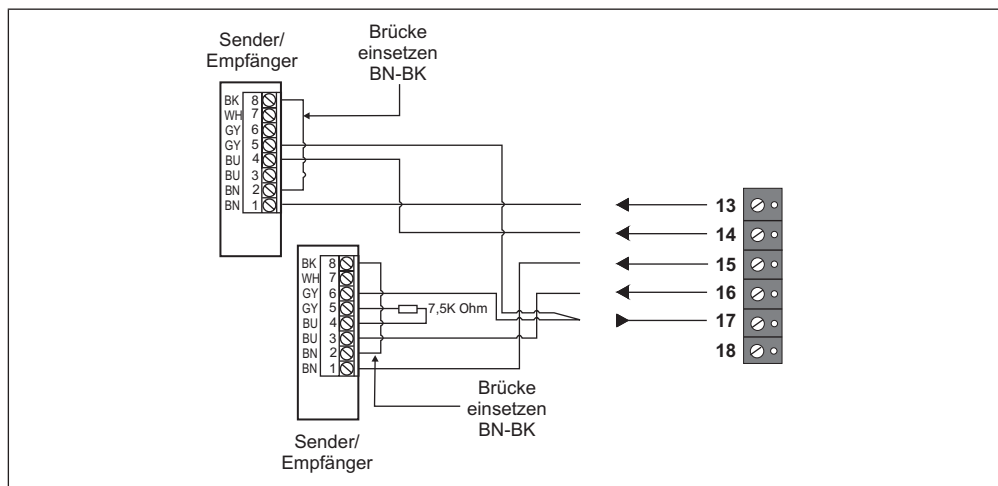 Sender/
Empfänger
Brücke
einsetzen
BN-BK
BK 8
WH 7
GY 6
GY 5
BU 4
BU 3
BN 2
BN 1
13
14
15
16
17
18
BK 8
WH 7
GY 6
GY 5
BU 4
BU 3
BN 2
BN 1
7,5K Ohm
Brücke
einsetzen
BN-BK
Sender/
Empfänger